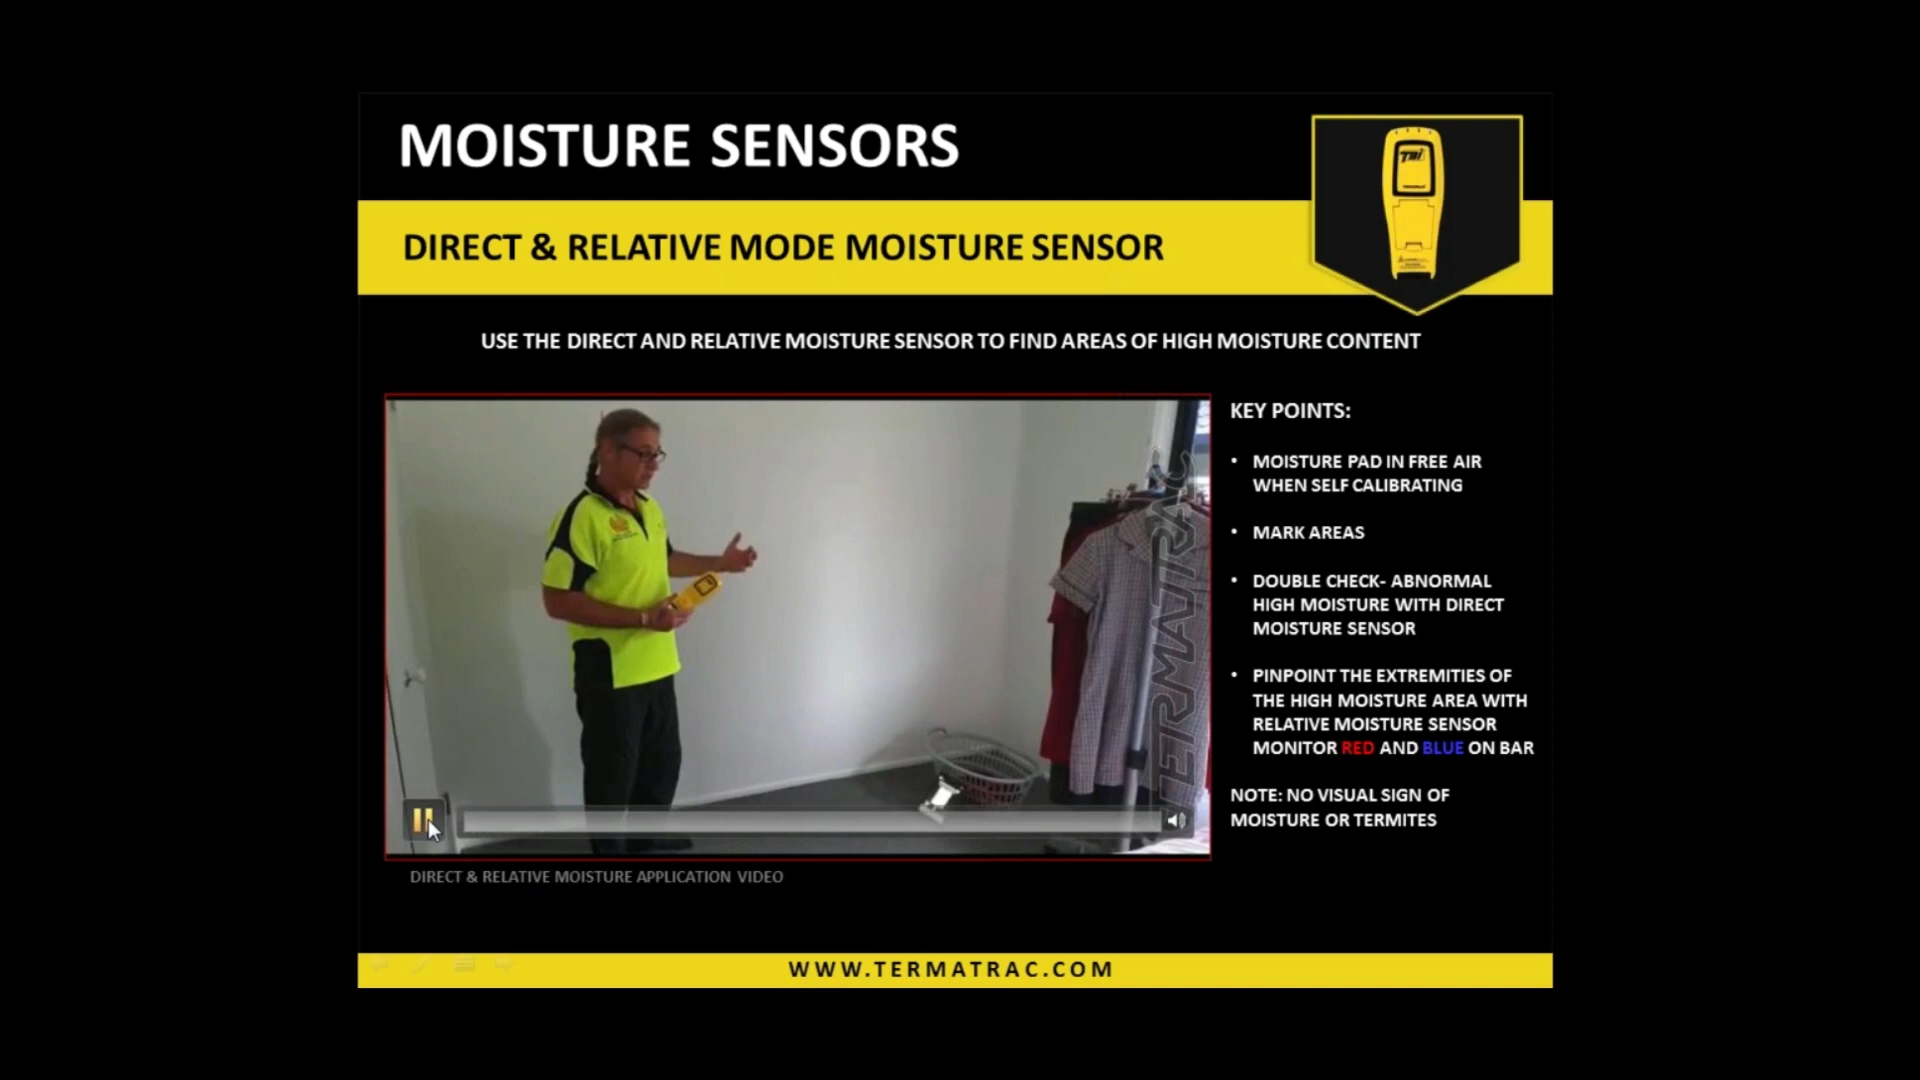 MOISTURE SENSORS
DIRECT & RELATIVE MODE MOISTURE SENSOR
USE THE DIRECT AND RELATIVE MOISTURE SENSOR TO FIND AREAS OF HIGH MOISTURE CONTENT
KEY POINTS:
• MOISTURE PAD IN FREE AIR
WHEN SELF CALIBRATING
• MARK AREAS
• DOUBLE CHECK- ABNORMAL
HIGH MOISTURE WITH DIRECT
MOISTURE SENSOR
• PINPOINT THE EXTREMITIES OF
THE HIGH MOISTURE AREA WITH
RELATIVE MOISTURE SENSOR
MONITOR RED AND BLUE ON BAR
NOTE: NO VISUAL SIGN OF
MOISTURE OR TERMITES
TERMATRAC
DIRECT & RELATIVE MOISTURE APPLICATION VIDEO
WWW.TERMATRAC.COM